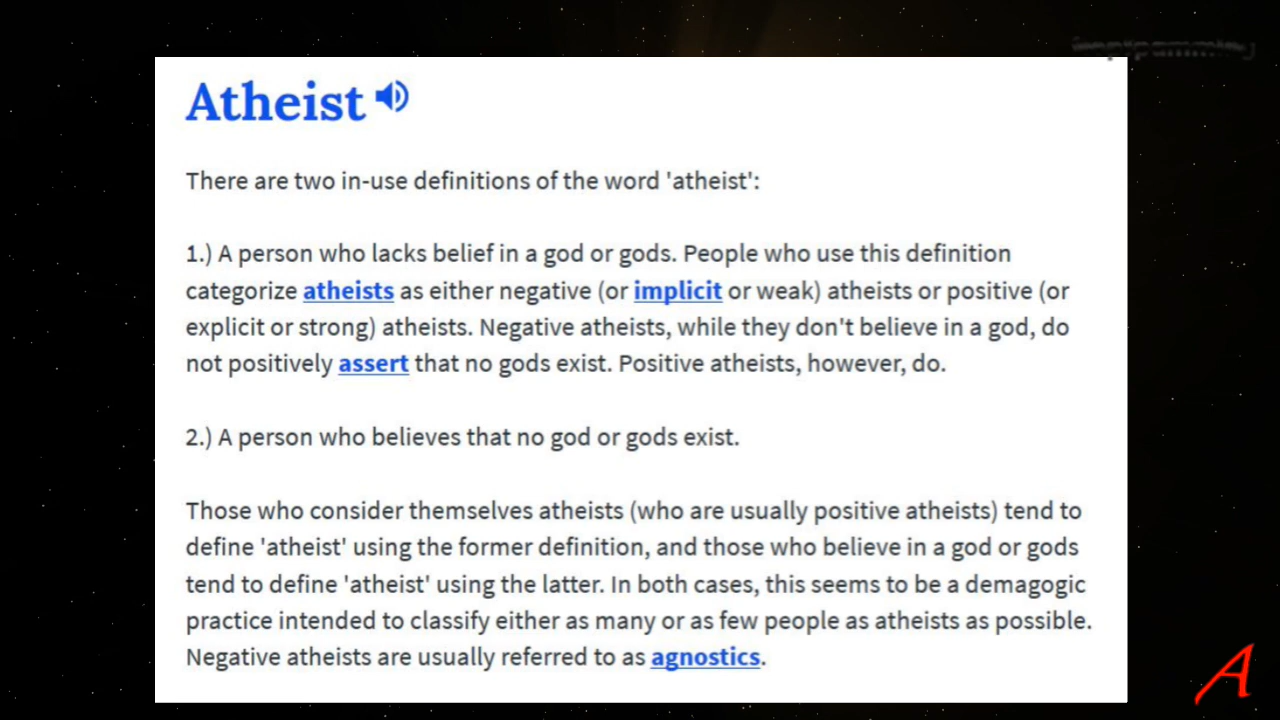 Atheist
There are two in-use definitions of the word 'atheist':
1.) A person who lacks belief in a god or gods. People who use this definition
categorize atheists as either negative (or implicit or weak) atheists or positive (or
explicit or strong) atheists. Negative atheists, while they don't believe in a god, do
not positively assert that no gods exist. Positive atheists, however, do.
2.) A person who believes that no god or gods exist.
Those who consider themselves atheists (who are usually positive atheists) tend to
define 'atheist' using the former definition, and those who believe in a god or gods
tend to define 'atheist' using the latter. In both cases, this seems to be a demagogic
practice intended to classify either as many or as few people as atheists as possible.
Negative atheists are usually referred to as agnostics.
A